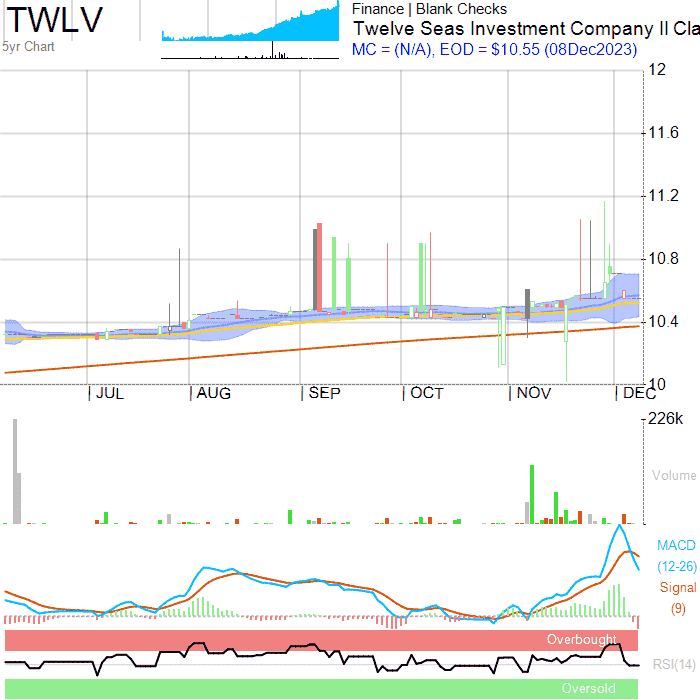 TWLV
5yr Chart
Finance | Blank Checks
Twelve Seas Investment Company II Cla
MC = (N/A), EOD = $10.55 (08Dec2023)
12
11.6
11.2
10.8
10.4
10
JUL AUG SEP OCT NOV DEC
226k
Volume
MACD
(12-26)
Signal
(9)
Overbought
RSI(14)
Oversold